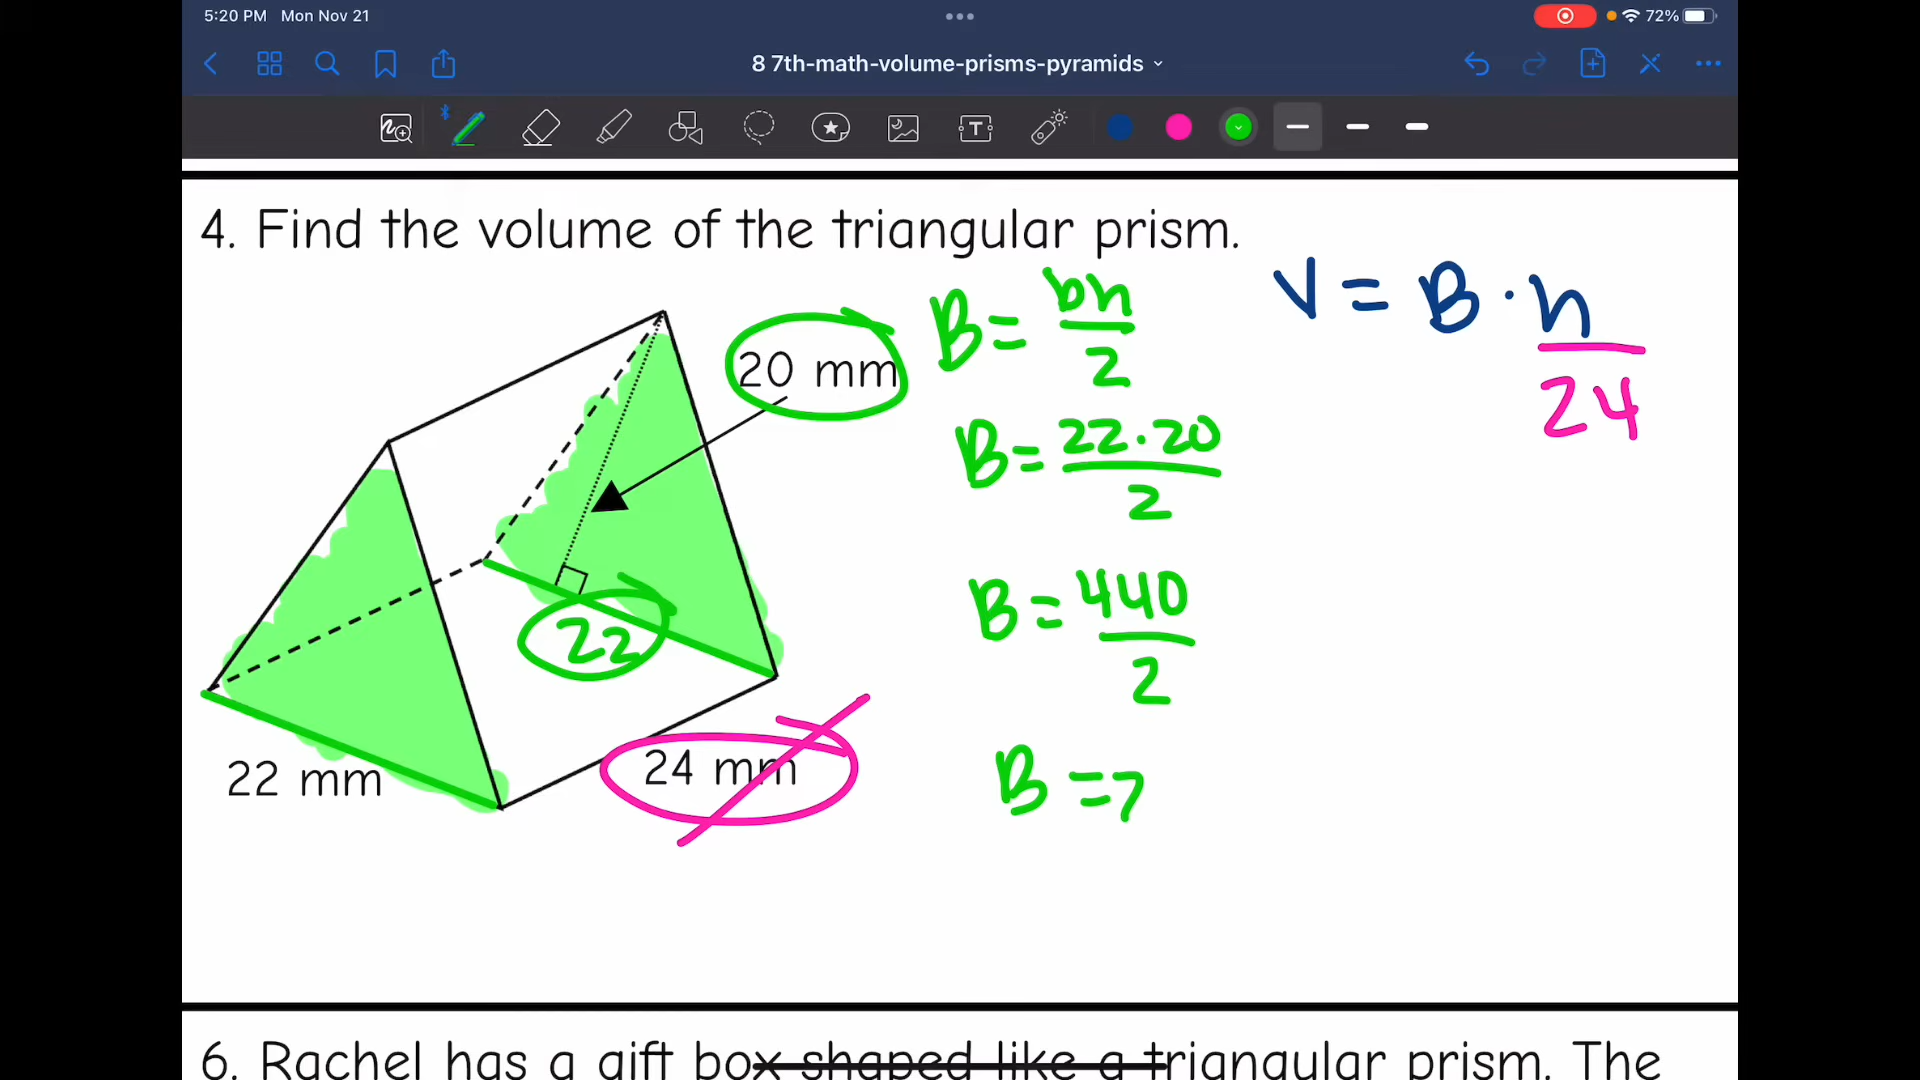 5:20 PM Mon Nov 21
72%
8 7th-math-volume-prisms-pyramids
T
4. Find the volume of the triangular prism.
V = B · h
24
B = bh
2
20 mm
B = 22 · 20
2
B = 440
2
22
22 mm
24 mm
B =
6. Rachel has a gift box shaped like a triangular prism. The